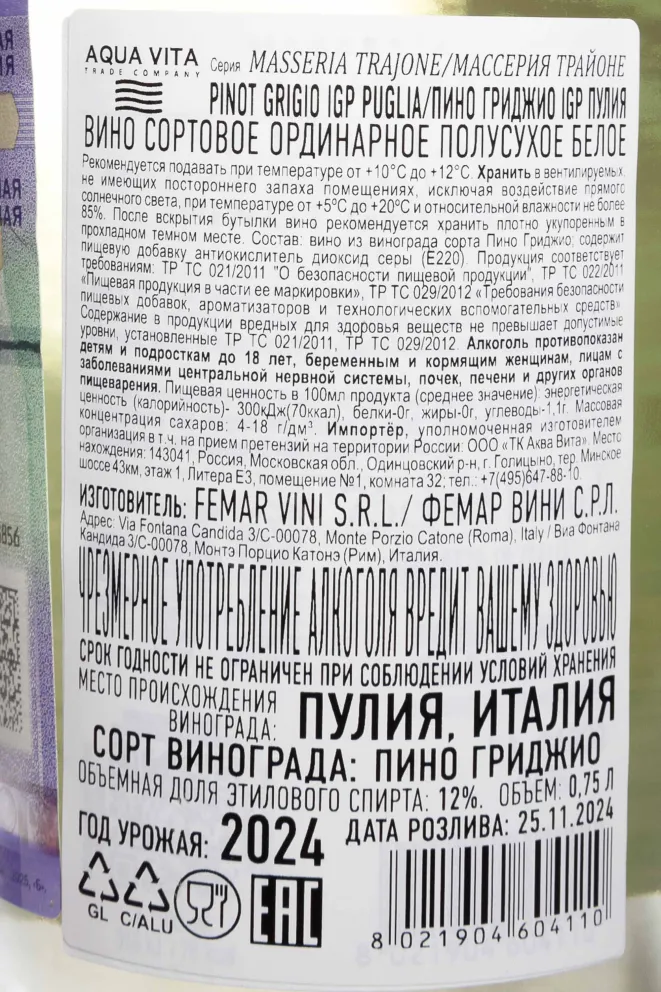 AQUA VITA
TRADE COMPANY
Серия MASSERIA TRAJONE/МАССЕРИЯ ТРАЙОНЕ
PINOT GRIGIO IGP PUGLIA/ПИНО ГРИДЖИО IGP ПУЛИЯ
ВИНО СОРТОВОЕ ОРДИНАРНОЕ ПОЛУСУХОЕ БЕЛОЕ
Рекомендуется подавать при температуре от +10°С до +12°С. Хранить в вентилируемых,
не имеющих постороннего запаха помещениях, исключая воздействие прямого
солнечного света, при температуре от +5°С до +20°С и относительной влажности не более
85%. После вскрытия бутылки вино рекомендуется хранить плотно укупоренным в
прохладном темном месте. Состав: вино из винограда сорта Пино Гриджио; содержит
пищевую добавку антиокислитель диоксид серы (Е220). Продукция соответствует
требованиям: ТР ТС 021/2011 "О безопасности пищевой продукции", ТР ТС 022/2011
«Пищевая продукция в части ее маркировки», ТР ТС 029/2012 «Требования безопасности
пищевых добавок, ароматизаторов и технологических вспомогательных средств»
Содержание в продукции вредных для здоровья веществ не превышает допустимые
уровни, установленные ТР ТС 021/2011, ТР ТС 029/2012. Алкоголь противопоказан
детям и подросткам до 18 лет, беременным и кормящим женщинам, лицам с
заболеваниями центральной нервной системы, почек, печени и других органов
пищеварения. Пищевая ценность в 100мл продукта (среднее значение): энергетическая
ценность (калорийность)- 300кДж(70ккал), белки-0г, жиры-0г, углеводы-1,1г. Массовая
концентрация сахаров: 4-18 г/дм³. Импортёр, уполномоченная изготовителем
организация в т.ч. на прием претензий на территории России: ООО «ТК Аква Вита». Место
нахождения: 143041, Россия, Московская обл., Одинцовский р-н, г. Голицыно, тер. Минское
шоссе 43км, этаж 1, Литера Е3, помещение №1, комната 32; тел.:+7(495)647-88-10.
ИЗГОТОВИТЕЛЬ: FEMAR VINI S.R.L./ ФЕМАР ВИНИ С.Р.Л.
Адрес: Via Fontana Candida 3/C-00078, Monte Porzio Catone (Roma), Italy / Виа Фонтана
Кандида 3/С-00078, Монтэ Порцио Катонэ (Рим), Италия.
ЧРЕЗМЕРНОЕ УПОТРЕБЛЕНИЕ АЛКОГОЛЯ ВРЕДИТ ВАШЕМУ ЗДОРОВЬЮ
СРОК ГОДНОСТИ НЕ ОГРАНИЧЕН ПРИ СОБЛЮДЕНИИ УСЛОВИЙ ХРАНЕНИЯ
МЕСТО ПРОИСХОЖДЕНИЯ
ВИНОГРАДА: ПУЛИЯ, ИТАЛИЯ
СОРТ ВИНОГРАДА: ПИНО ГРИДЖИО
ОБЪЕМНАЯ ДОЛЯ ЭТИЛОВОГО СПИРТА: 12%. ОБЪЕМ: 0,75 Л
ГОД УРОЖАЯ: 2024 ДАТА РОЗЛИВА: 25.11.2024
GL C/ALU
EAC
8 021904 604110